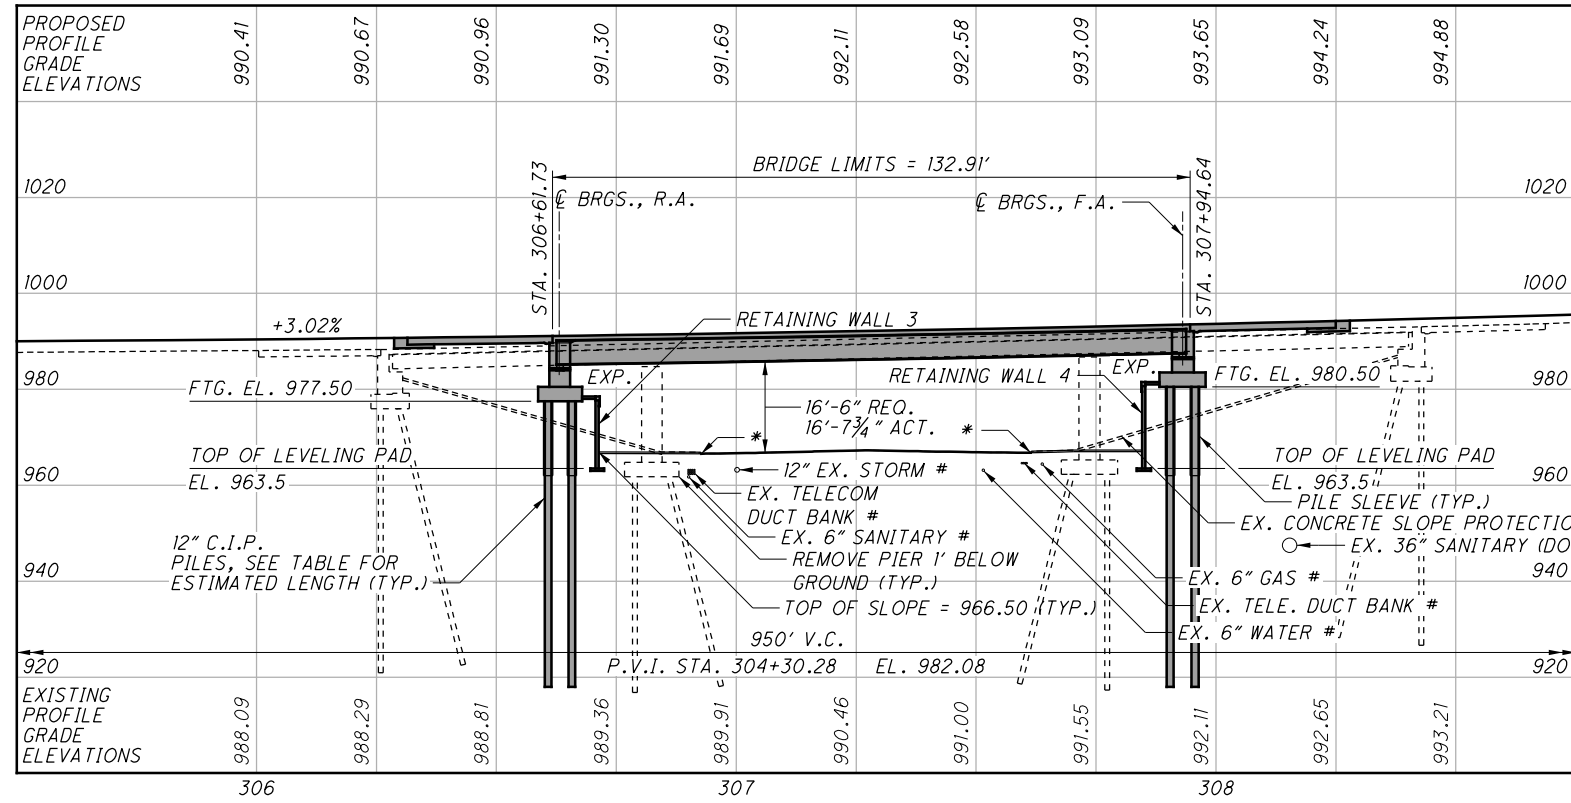 PROPOSED
PROFILE
GRADE
ELEVATIONS
990.41
990.67
990.96
991.30
991.69
992.11
992.58
993.09
993.65
994.24
994.88
BRIDGE LIMITS = 132.91'
STA. 306+61.73
℄ BRGS., R.A.
℄ BRGS., F.A.
STA. 307+94.64
1020
1020
1000
1000
+3.02%
RETAINING WALL 3
980
FTG. EL. 977.50
EXP.
RETAINING WALL 4
EXP.
FTG. EL. 980.50
980
16'-6" REQ.
16'-7¾" ACT.
*
*
TOP OF LEVELING PAD
EL. 963.5
TOP OF LEVELING PAD
EL. 963.5
960
960
12" EX. STORM #
EX. TELECOM
DUCT BANK #
EX. 6" SANITARY #
REMOVE PIER 1' BELOW
GROUND (TYP.)
TOP OF SLOPE = 966.50 (TYP.)
PILE SLEEVE (TYP.)
EX. CONCRETE SLOPE PROTECTIO
EX. 36" SANITARY (DO
12" C.I.P.
PILES, SEE TABLE FOR
ESTIMATED LENGTH (TYP.)
940
940
EX. 6" GAS #
EX. TELE. DUCT BANK #
EX. 6" WATER #
950' V.C.
P.V.I. STA. 304+30.28 EL. 982.08
920
920
EXISTING
PROFILE
GRADE
ELEVATIONS
988.09
988.29
988.81
989.36
989.91
990.46
991.00
991.55
992.11
992.65
993.21
306
307
308